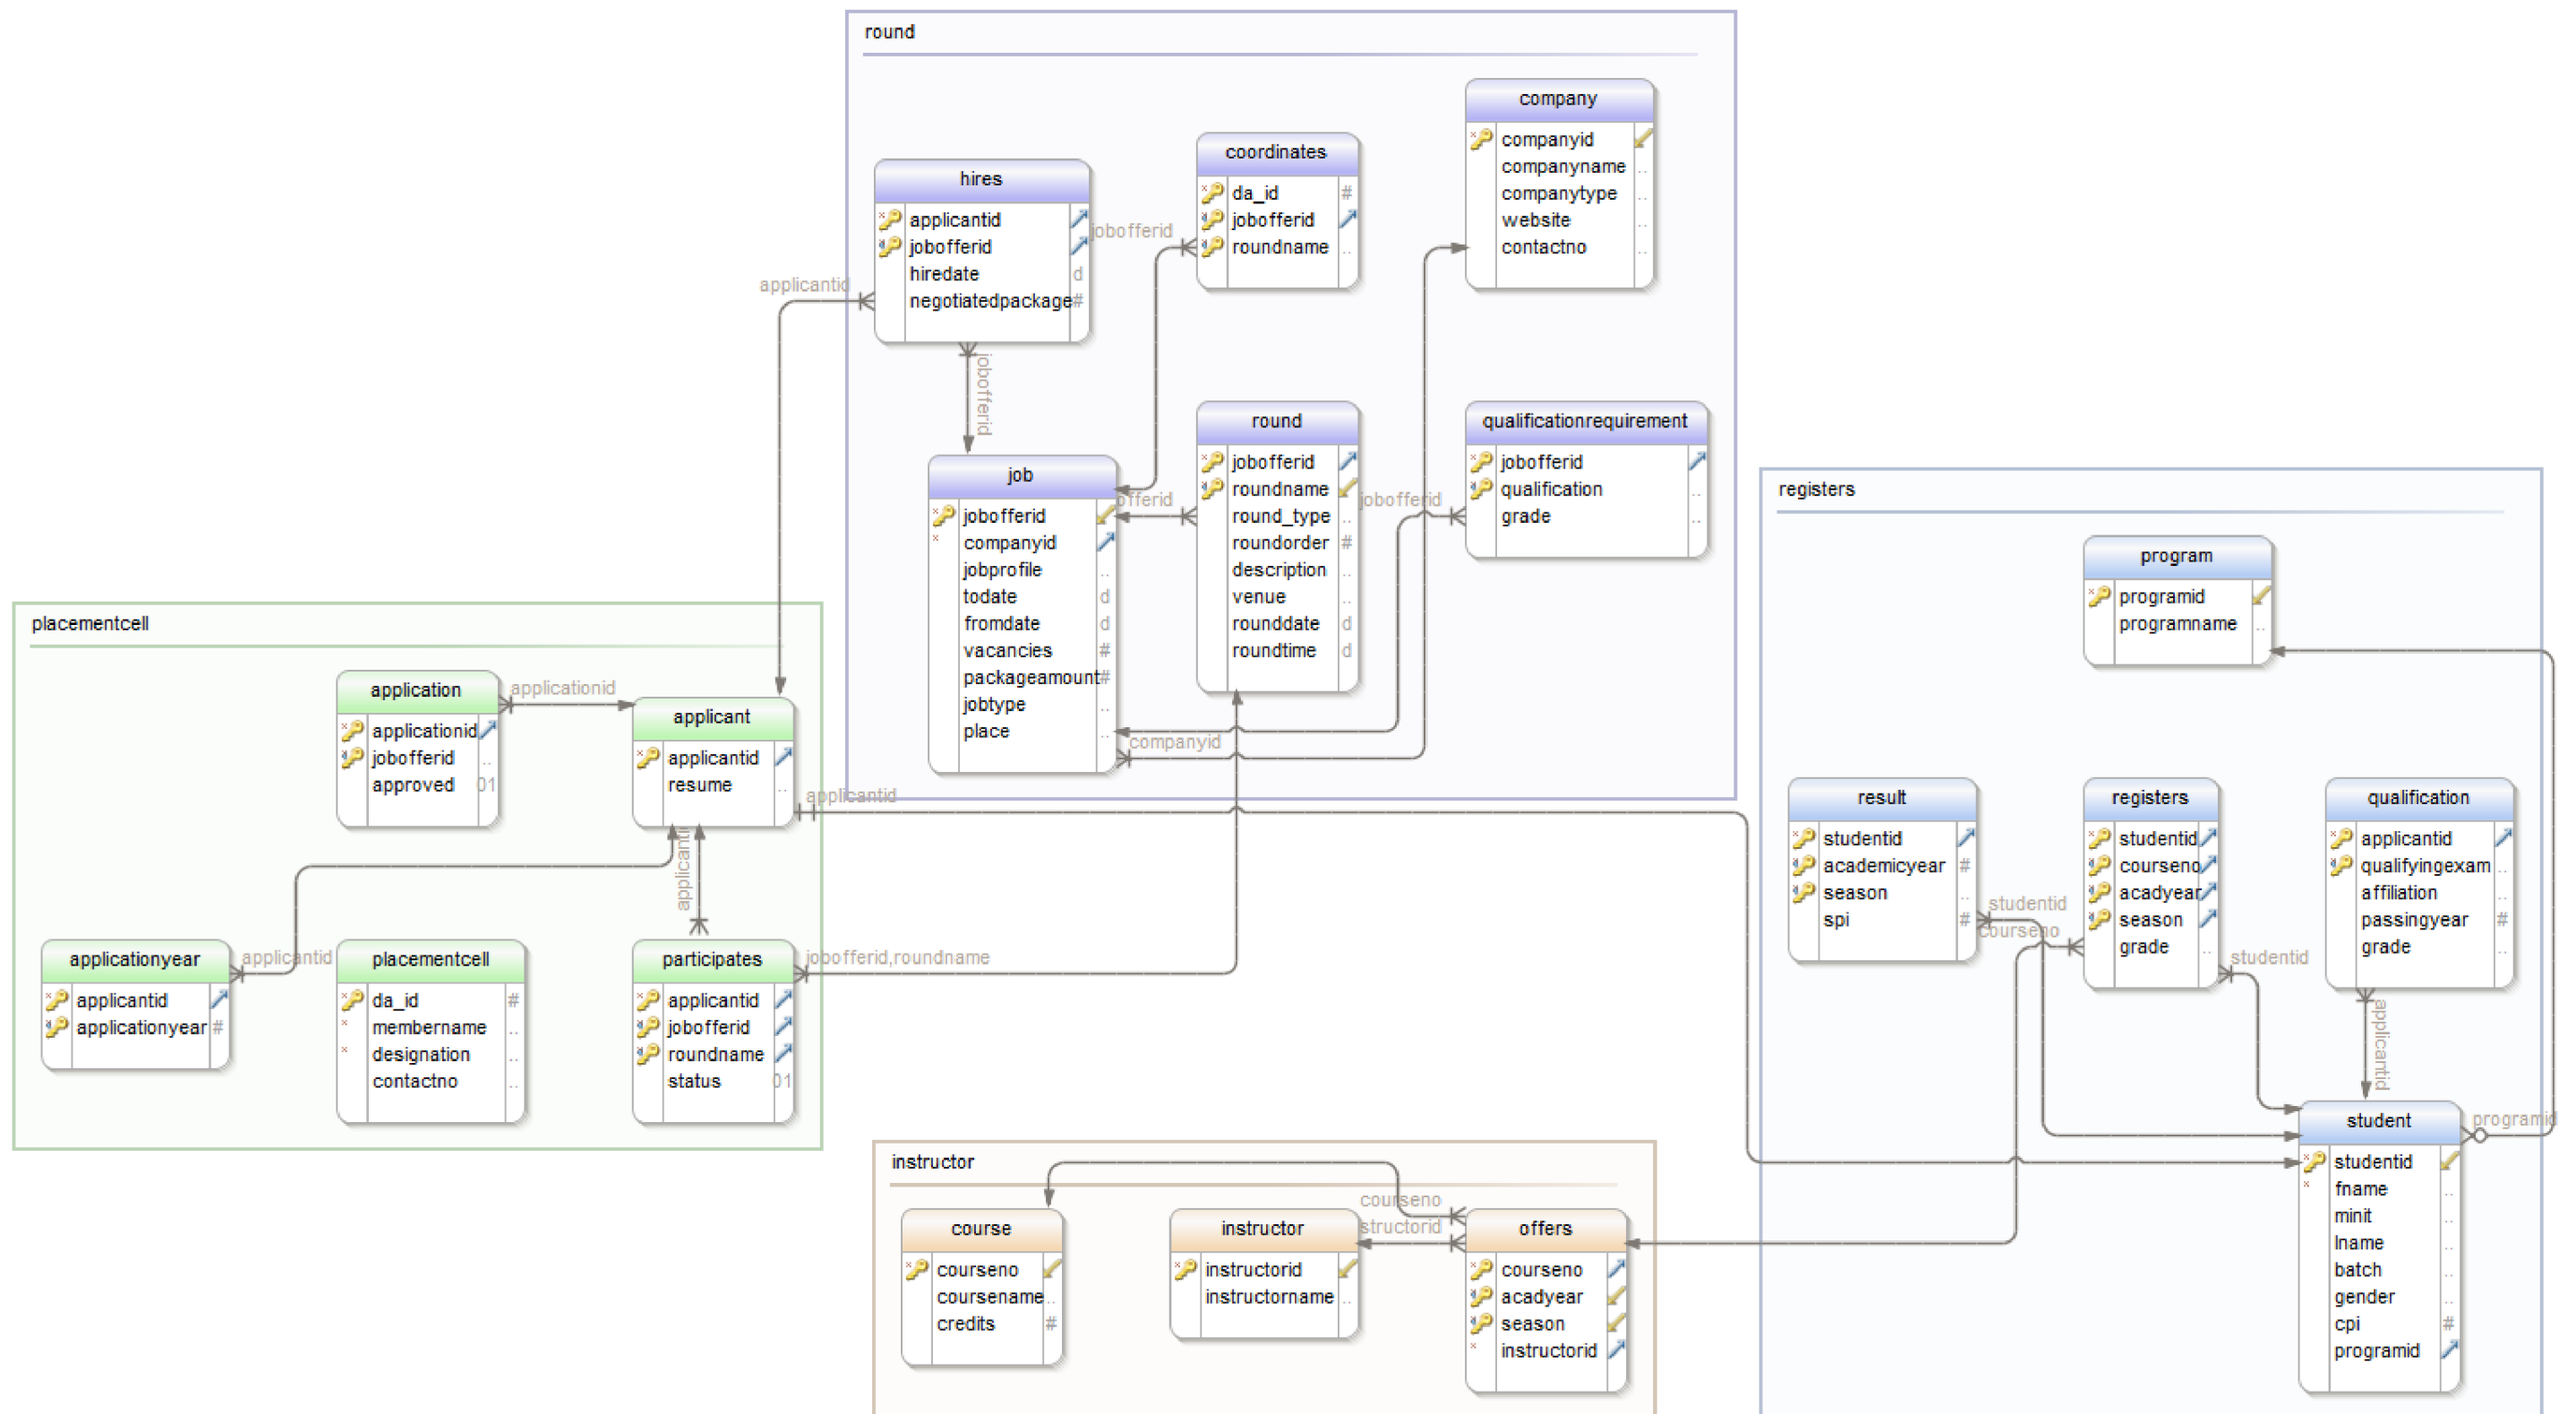 round
company
companyid
companyname
companytype
website
contactno
coordinates
da_id #
jobofferid
roundname
hires
applicantid
jobofferid
hiredate d
negotiatedpackage #
jobofferid
applicantid
jobofferid
job
jobofferid
companyid
jobprofile
todate d
fromdate d
vacancies #
packageamount #
jobtype
place
offerid
round
jobofferid
roundname
round_type
roundorder #
description
venue
rounddate d
roundtime d
jobofferid
qualificationrequirement
jobofferid
qualification
grade
companyid
placementcell
application
applicationid
jobofferid
approved 01
applicationid
applicant
applicantid
resume
applicantid
applicanti
applicationyear
applicantid
applicationyear #
applicantid
placementcell
da_id #
membername
designation
contactno
participates
applicantid
jobofferid
roundname
status 01
jobofferid,roundname
registers
program
programid
programname
result
studentid
academicyear #
season
spi #
studentid
courseno
registers
studentid
courseno
acadyear
season
grade
studentid
qualification
applicantid
qualifyingexam
affiliation
passingyear #
grade
applicantid
student
studentid
fname
minit
lname
batch
gender
cpi #
programid
programid
instructor
course
courseno
coursename
credits #
instructor
instructorid
instructorname
courseno
structorid
offers
courseno
acadyear
season
instructorid